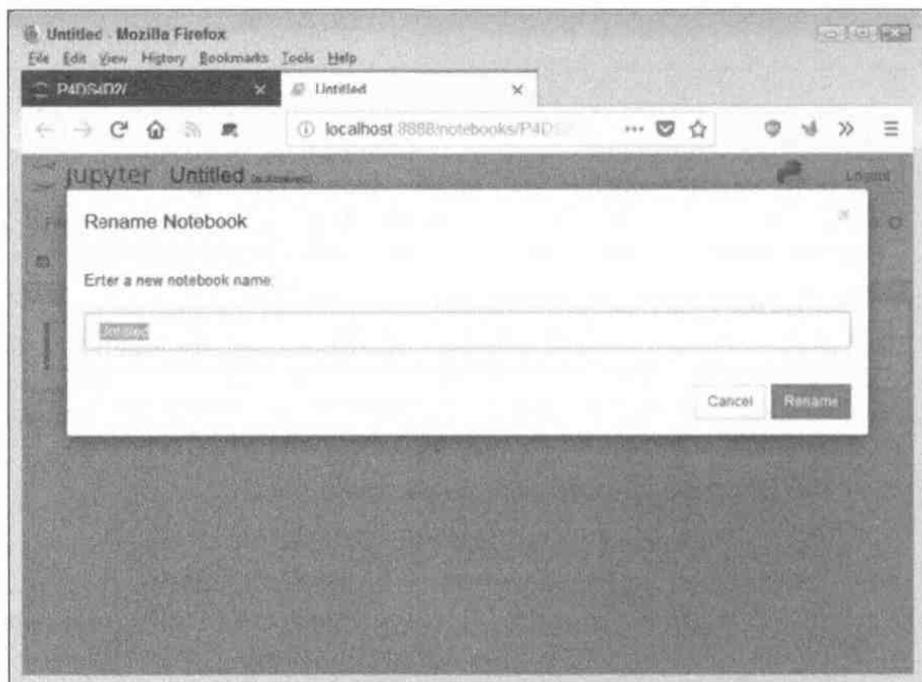 Untitled - Mozilla Firefox
File Edit View History Bookmarks Tools Help
P4DS4D2/
Untitled
localhost:8888/notebooks/P4DS
jupyter Untitled
Logout
Rename Notebook
Enter a new notebook name:
Untitled
Cancel Rename